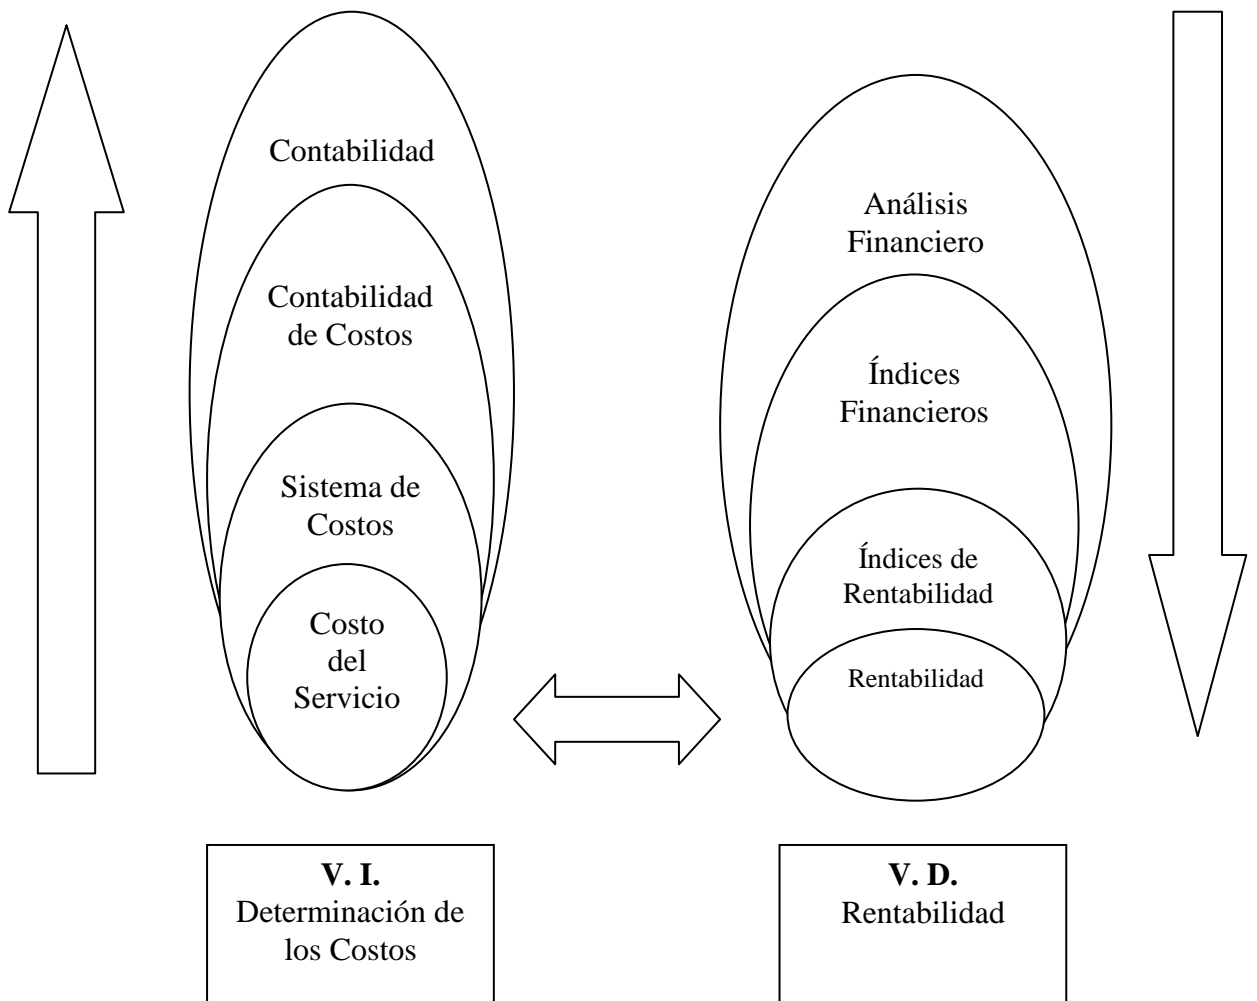 Contabilidad
Contabilidad
de Costos
Sistema de
Costos
Costo
del
Servicio
Análisis
Financiero
Índices
Financieros
Índices de
Rentabilidad
Rentabilidad
V. I.
Determinación de
los Costos
V. D.
Rentabilidad